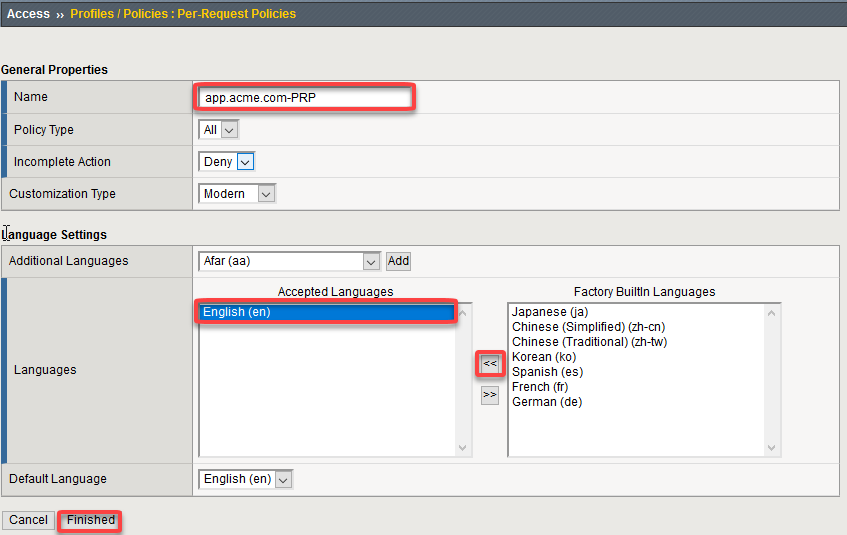 Access ›› Profiles / Policies : Per-Request Policies
General Properties
Name app.acme.com-PRP
Policy Type All
Incomplete Action Deny
Customization Type Modern
Language Settings
Additional Languages Afar (aa) Add
Accepted Languages Factory BuiltIn Languages
English (en) Japanese (ja)
Chinese (Simplified) (zh-cn)
Chinese (Traditional) (zh-tw)
Korean (ko)
<< Spanish (es)
Languages French (fr)
>> German (de)
Default Language English (en)
Cancel Finished